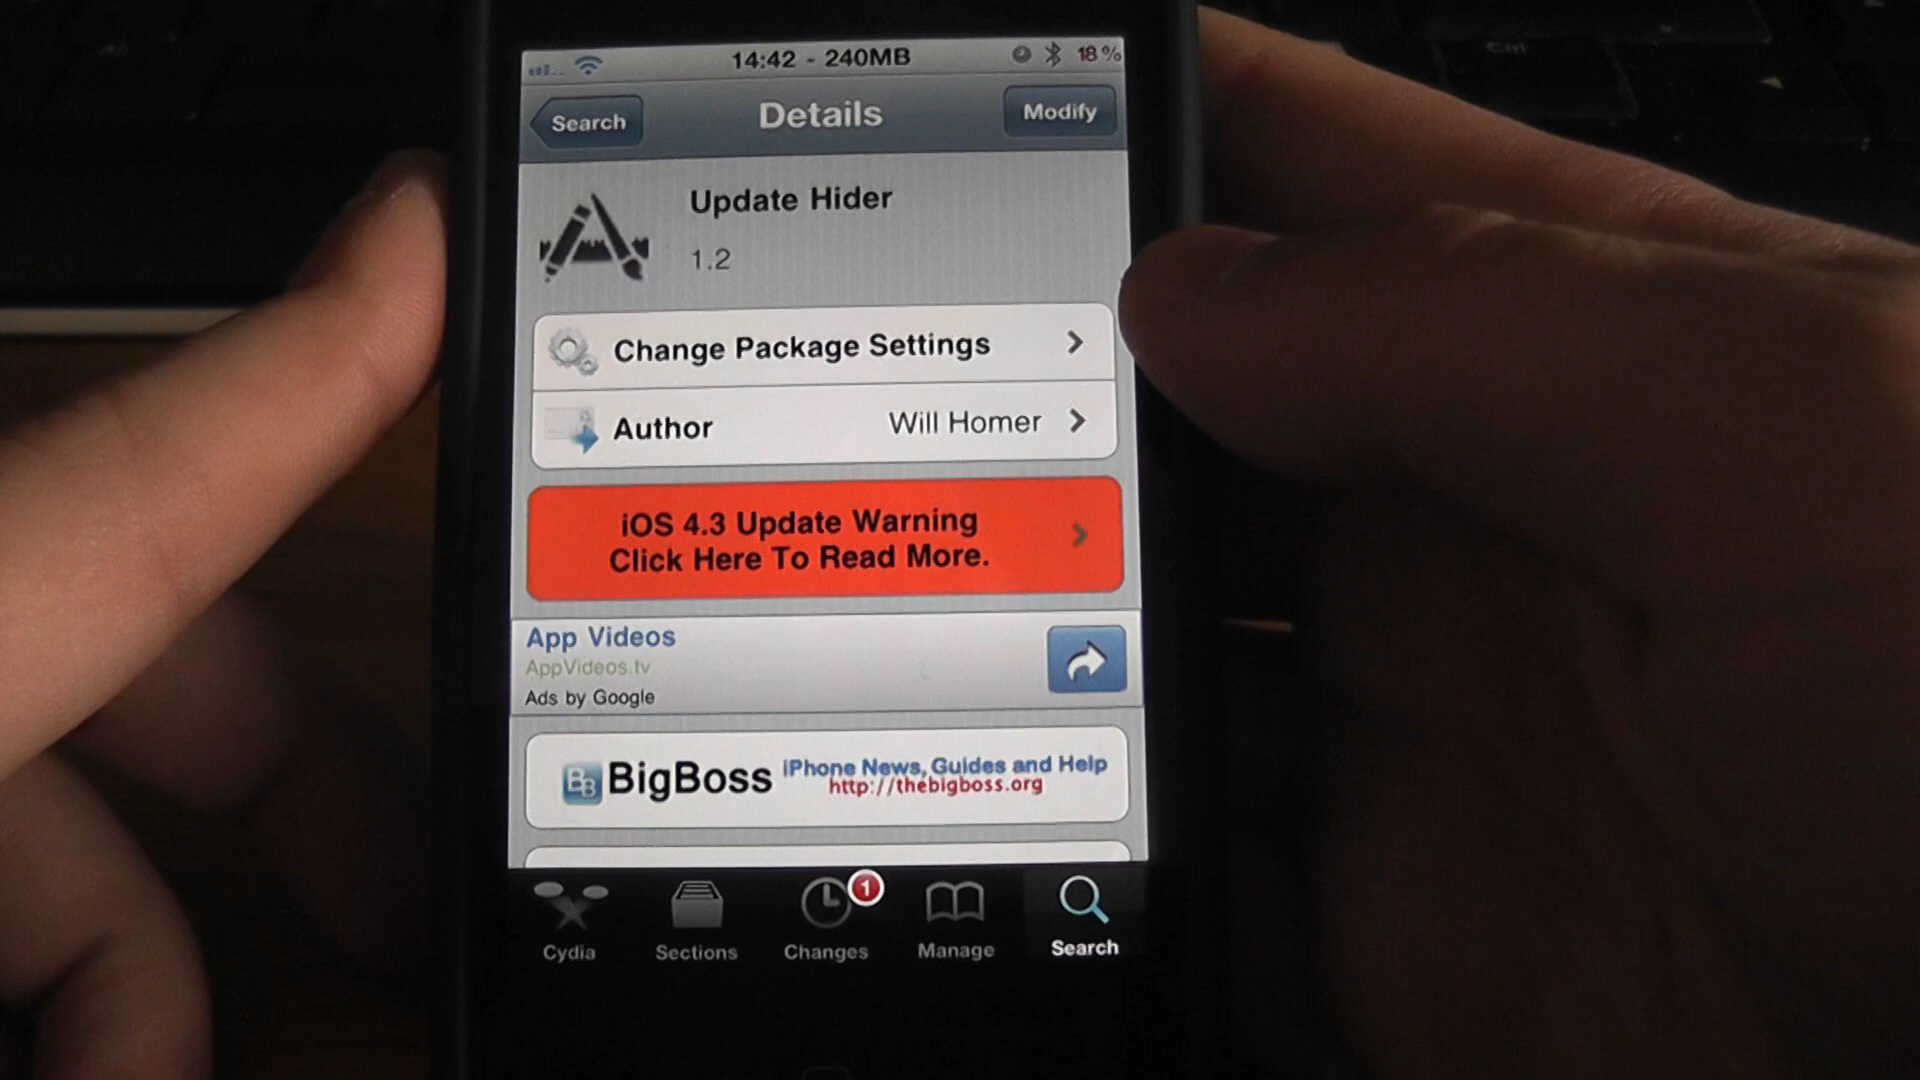 Ctrl
14:42 - 240MB 18%
Search Details Modify
Update Hider
1.2
Change Package Settings
Author Will Homer
iOS 4.3 Update Warning
Click Here To Read More.
App Videos
AppVideos.tv
Ads by Google
BB BigBoss iPhone News, Guides and Help
http://thebigboss.org
1
Cydia Sections Changes Manage Search